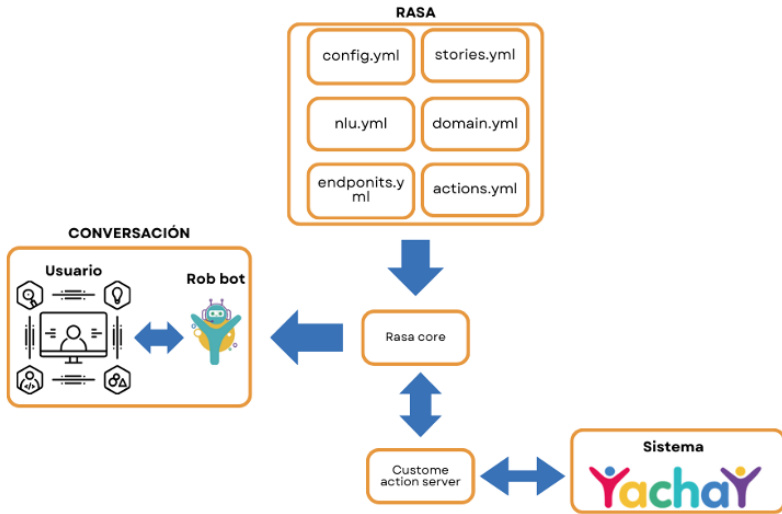 RASA
config.yml
stories.yml
nlu.yml
domain.yml
endponits.y
ml
actions.yml
CONVERSACIÓN
Usuario
Rob bot
Rasa core
Custome
action server
Sistema
YachaY